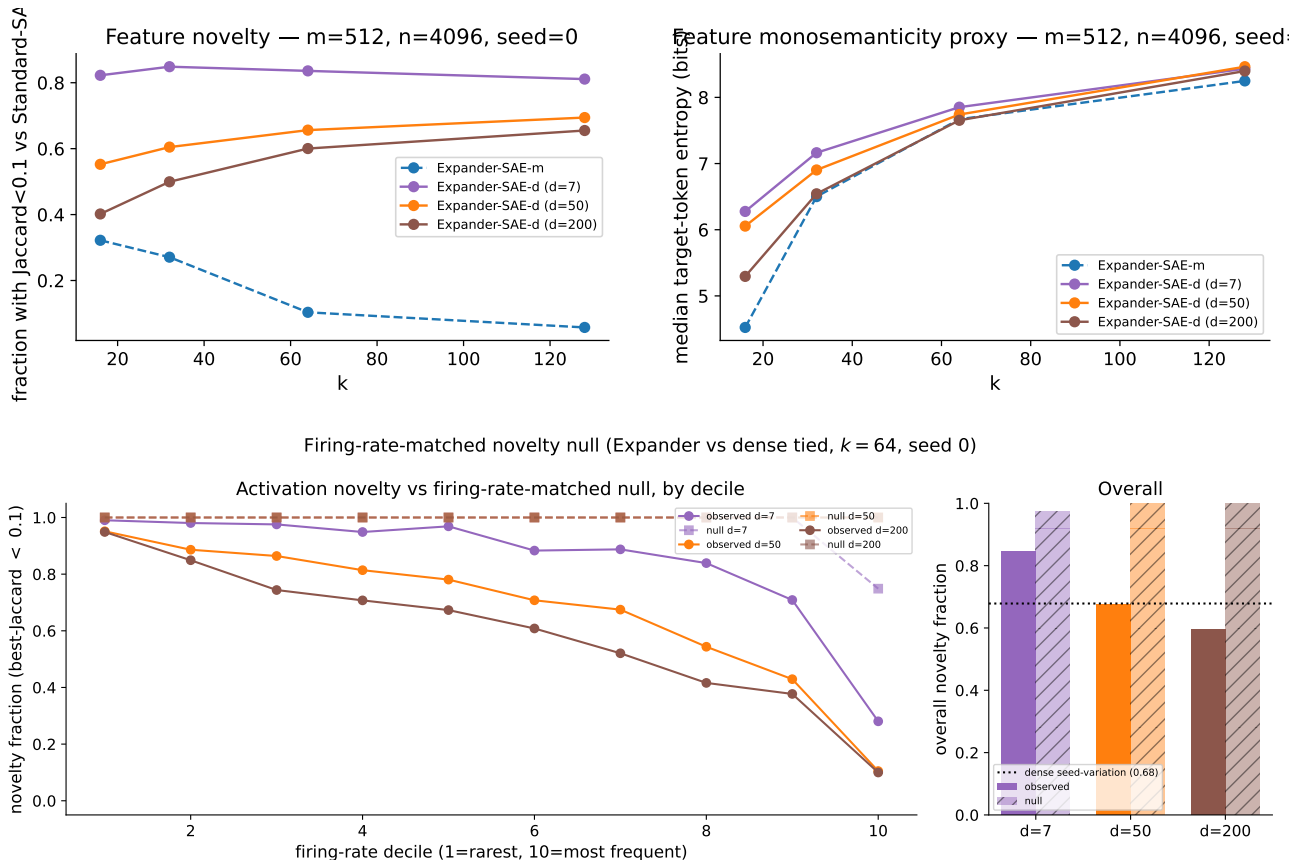 Feature novelty — m=512, n=4096, seed=0
fraction with Jaccard<0.1 vs Standard-SA
0.8
0.6
0.4
0.2
Expander-SAE-m
Expander-SAE-d (d=7)
Expander-SAE-d (d=50)
Expander-SAE-d (d=200)
20 40 60 80 100 120
k
Feature monosemanticity proxy — m=512, n=4096, seed=
median target-token entropy (bits)
8
7
6
5
Expander-SAE-m
Expander-SAE-d (d=7)
Expander-SAE-d (d=50)
Expander-SAE-d (d=200)
20 40 60 80 100 120
k
Firing-rate-matched novelty null (Expander vs dense tied, k = 64, seed 0)
Activation novelty vs firing-rate-matched null, by decile
novelty fraction (best-Jaccard < 0.1)
1.0
0.8
0.6
0.4
0.2
0.0
observed d=7
null d=7
observed d=50
null d=50
observed d=200
null d=200
2 4 6 8 10
firing-rate decile (1=rarest, 10=most frequent)
Overall
overall novelty fraction
1.0
0.8
0.6
0.4
0.2
0.0
dense seed-variation (0.68)
observed
null
d=7 d=50 d=200